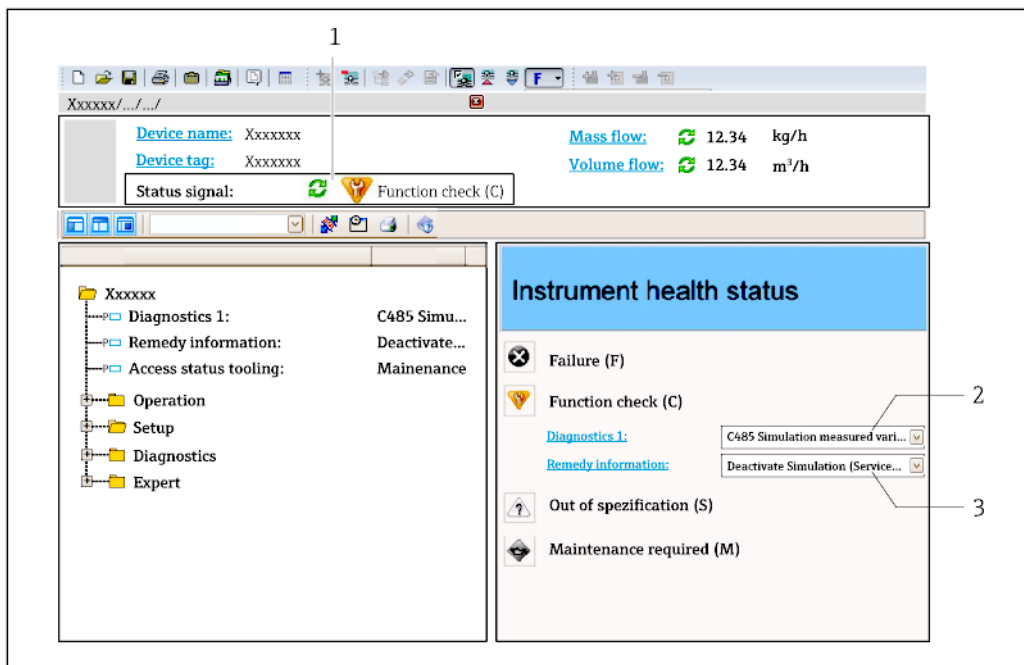 1
F
Xxxxxx/.../.../
Device name: Xxxxxxx
Mass flow: 12.34 kg/h
Device tag: Xxxxxxx
Volume flow: 12.34 m³/h
Status signal: Function check (C)
Xxxxxx
Diagnostics 1: C485 Simu...
Remedy information: Deactivate...
Access status tooling: Mainenance
Operation
Setup
Diagnostics
Expert
Instrument health status
Failure (F)
Function check (C)
2
Diagnostics 1: C485 Simulation measured vari...
Remedy information: Deactivate Simulation (Service...
Out of spezification (S)
3
Maintenance required (M)